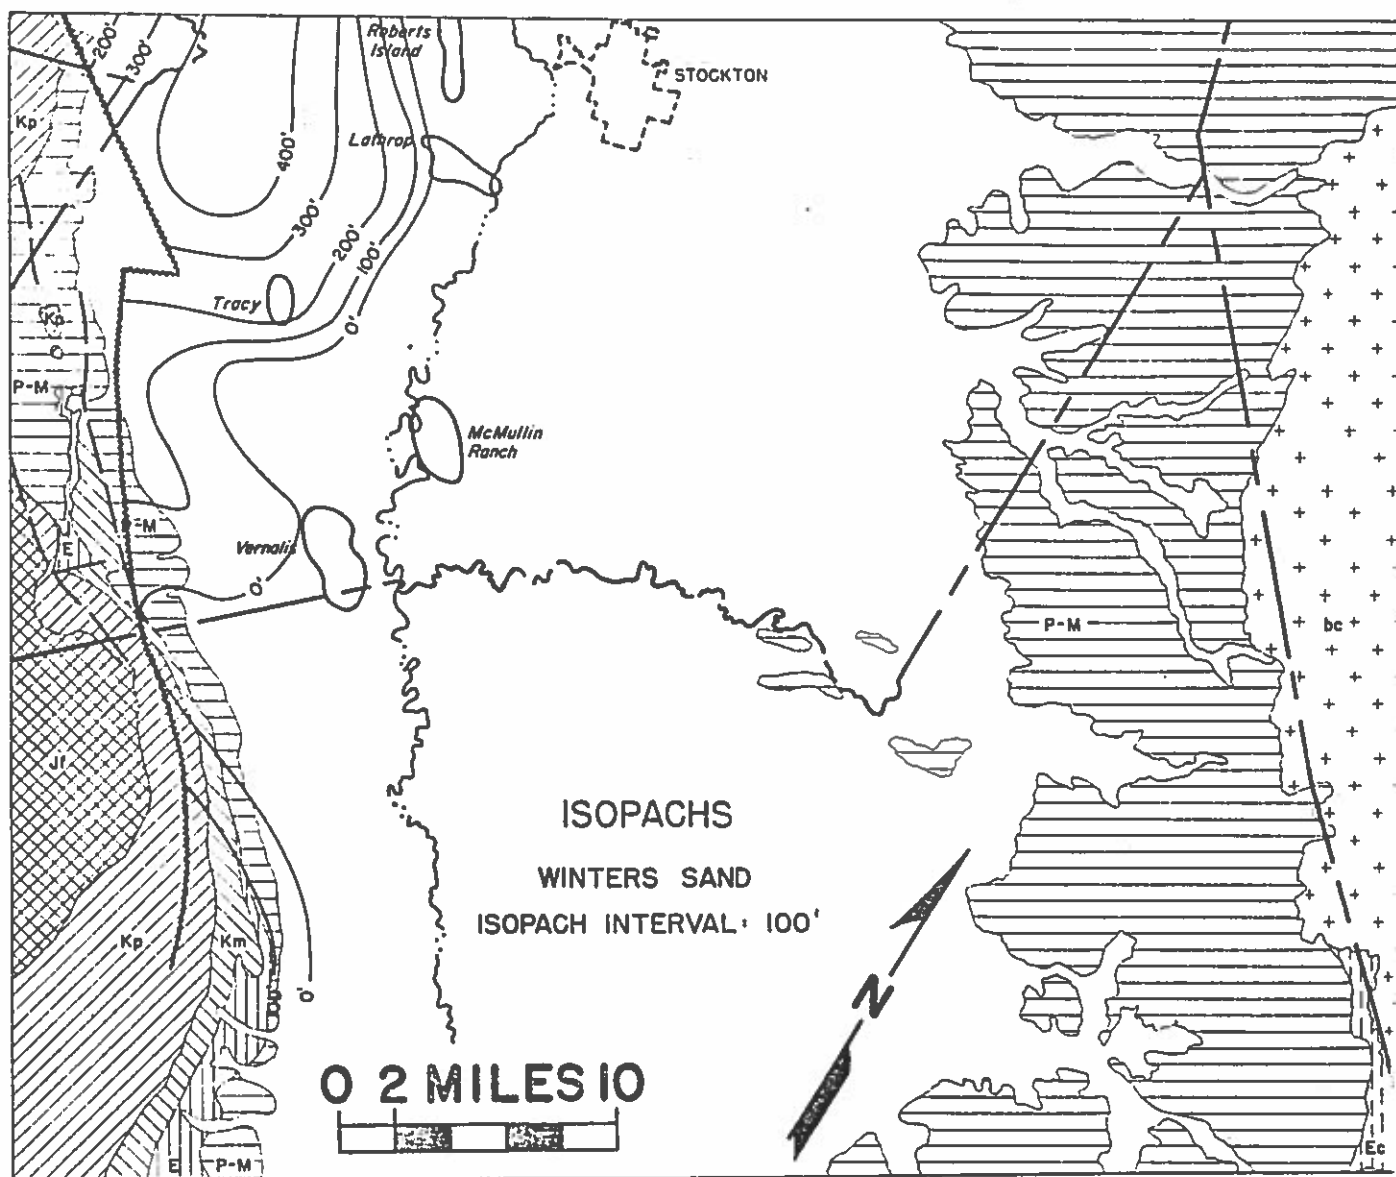 200'
300'
Roberts
Island
STOCKTON
Kp
400'
Lathrop
300'
200'
100'
Tracy
0'
Kp
P-M
McMullin
Ranch
P-M
E
Vernalis
0'
P-M
bc
Jf
ISOPACHS
WINTERS SAND
ISOPACH INTERVAL: 100'
Kp
Km
100'
0'
N
0 2 MILES 10
E
P-M
Ec